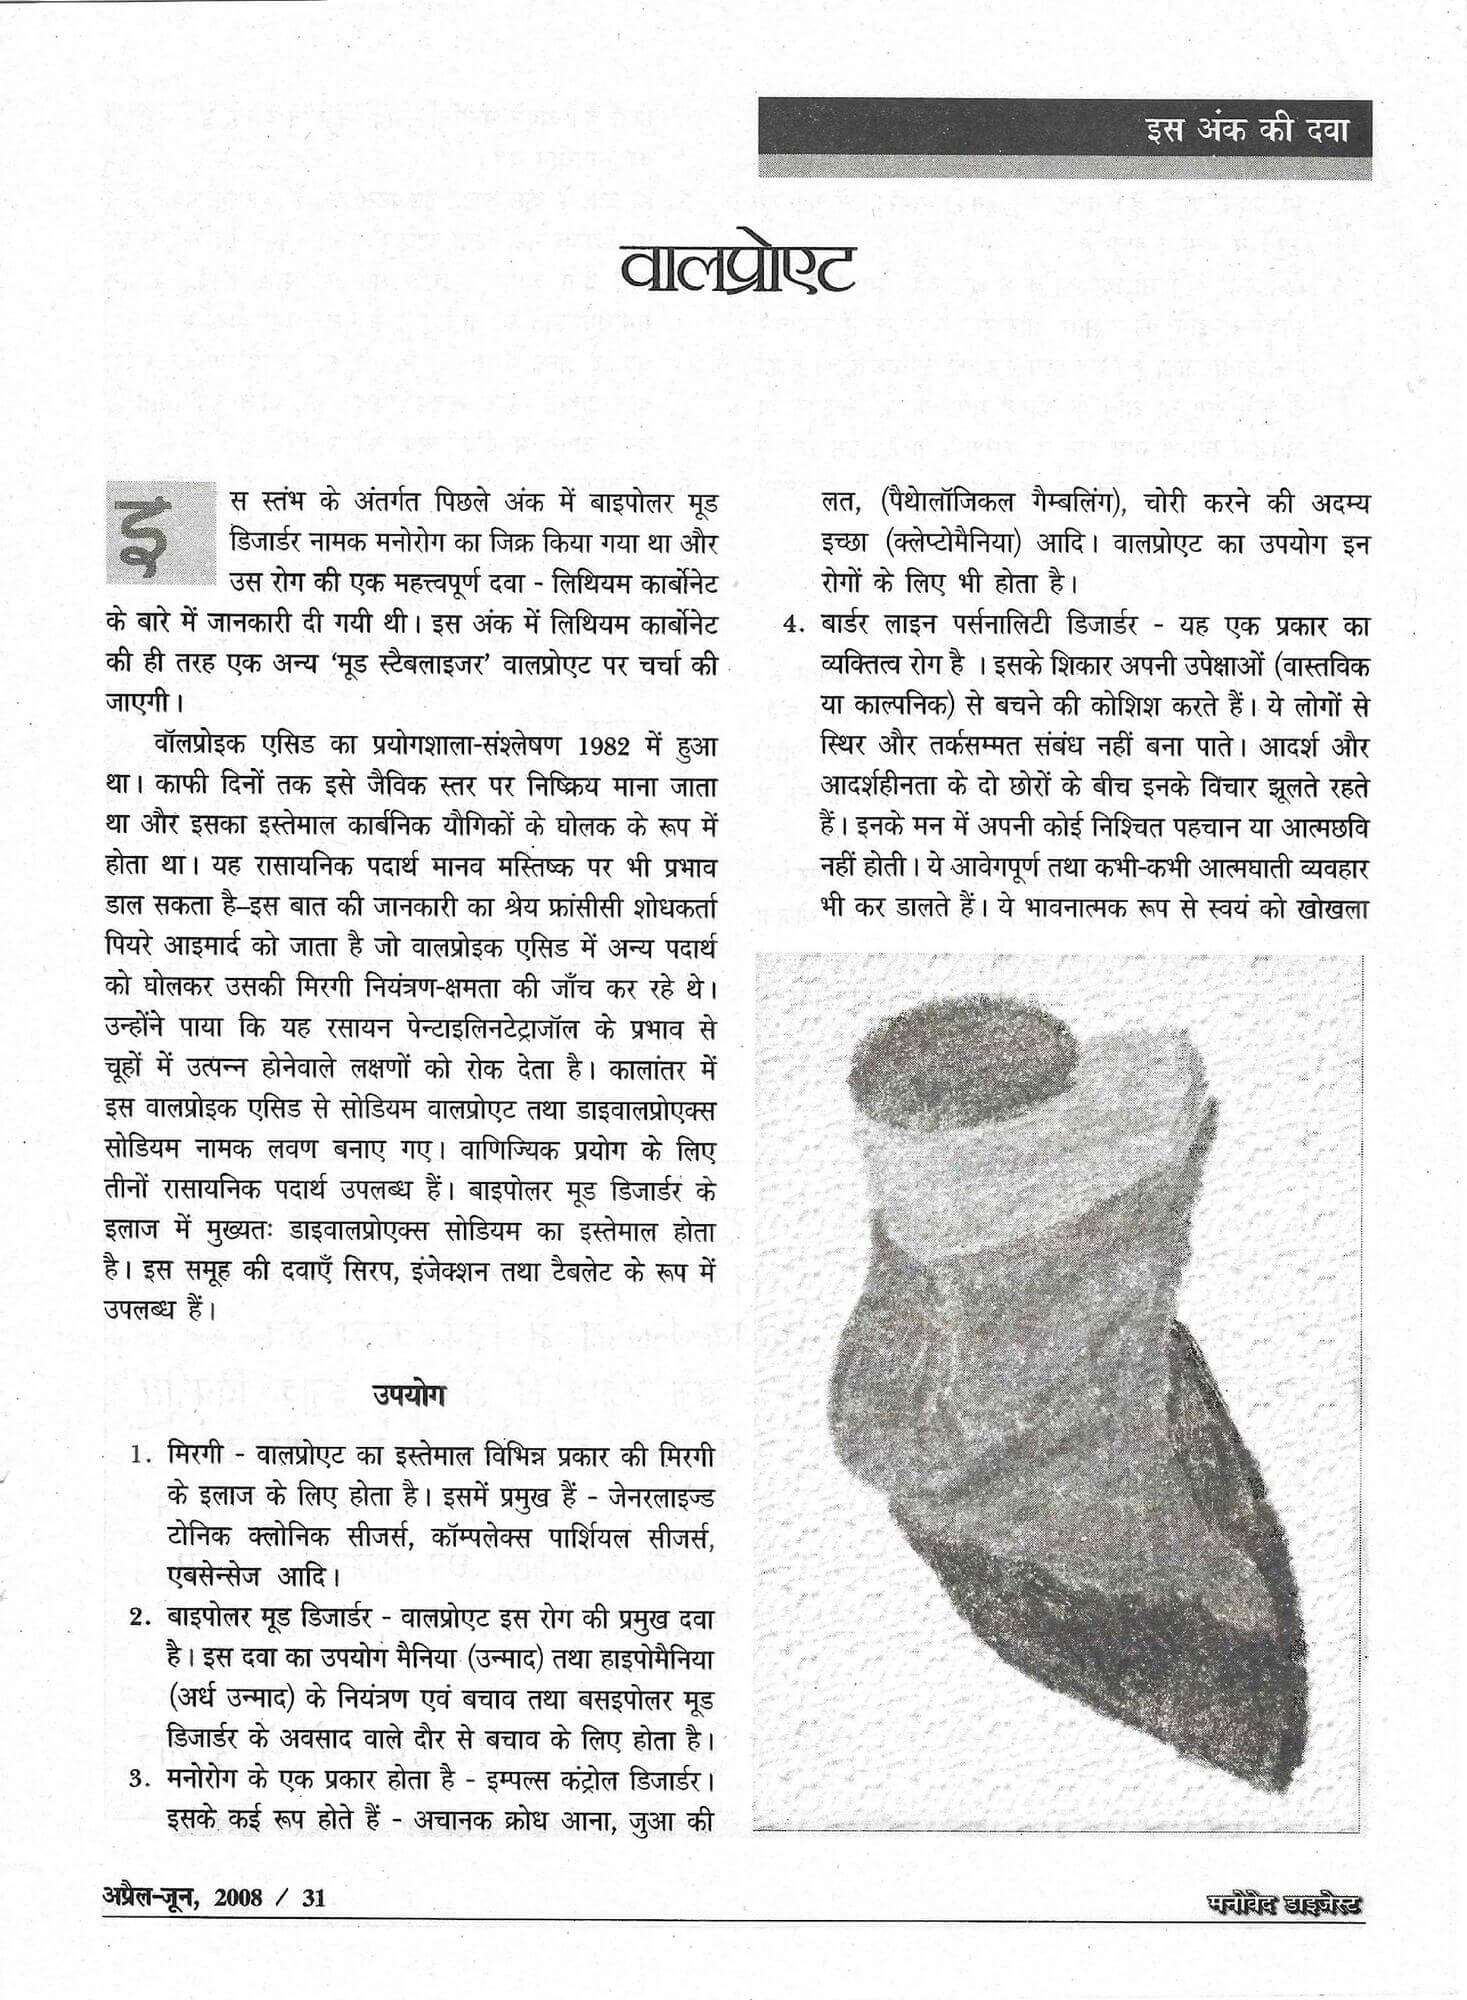 इस अंक की दवा
वालप्रोएट
इस स्तंभ के अंतर्गत पिछले अंक में बाइपोलर मूड
डिजार्डर नामक मनोरोग का जिक्र किया गया था और
उस रोग की एक महत्त्वपूर्ण दवा - लिथियम कार्बोनेट
के बारे में जानकारी दी गयी थी। इस अंक में लिथियम कार्बोनेट
की ही तरह एक अन्य ‘मूड स्टैबलाइजर’ वालप्रोएट पर चर्चा की
जाएगी।
वॉलप्रोइक एसिड का प्रयोगशाला-संश्लेषण 1982 में हुआ
था। काफी दिनों तक इसे जैविक स्तर पर निष्क्रिय माना जाता
था और इसका इस्तेमाल कार्बनिक यौगिकों के घोलक के रूप में
होता था। यह रासायनिक पदार्थ मानव मस्तिष्क पर भी प्रभाव
डाल सकता है–इस बात की जानकारी का श्रेय फ्रांसीसी शोधकर्ता
पियरे आइमार्द को जाता है जो वालप्रोइक एसिड में अन्य पदार्थ
को घोलकर उसकी मिरगी नियंत्रण-क्षमता की जाँच कर रहे थे।
उन्होंने पाया कि यह रसायन पेन्टाइलिनटेट्राजॉल के प्रभाव से
चूहों में उत्पन्न होनेवाले लक्षणों को रोक देता है। कालांतर में
इस वालप्रोइक एसिड से सोडियम वालप्रोएट तथा डाइवालप्रोएक्स
सोडियम नामक लवण बनाए गए। वाणिज्यिक प्रयोग के लिए
तीनों रासायनिक पदार्थ उपलब्ध हैं। बाइपोलर मूड डिजार्डर के
इलाज में मुख्यतः डाइवालप्रोएक्स सोडियम का इस्तेमाल होता
है। इस समूह की दवाएँ सिरप, इंजेक्शन तथा टैबलेट के रूप में
उपलब्ध हैं।
उपयोग
1. मिरगी - वालप्रोएट का इस्तेमाल विभिन्न प्रकार की मिरगी
के इलाज के लिए होता है। इसमें प्रमुख हैं - जेनरलाइज्ड
टोनिक क्लोनिक सीजर्स, कॉम्पलेक्स पार्शियल सीजर्स,
एबसेन्सेज आदि।
2. बाइपोलर मूड डिजार्डर - वालप्रोएट इस रोग की प्रमुख दवा
है। इस दवा का उपयोग मैनिया (उन्माद) तथा हाइपोमैनिया
(अर्ध उन्माद) के नियंत्रण एवं बचाव तथा बसइपोलर मूड
डिजार्डर के अवसाद वाले दौर से बचाव के लिए होता है।
3. मनोरोग के एक प्रकार होता है - इम्पल्स कंट्रोल डिजार्डर।
इसके कई रूप होते हैं - अचानक क्रोध आना, जुआ की
लत, (पैथेालॉजिकल गैम्बलिंग), चोरी करने की अदम्य
इच्छा (क्लेप्टोमैनिया) आदि। वालप्रोएट का उपयोग इन
रोगों के लिए भी होता है।
4. बार्डर लाइन पर्सनालिटी डिजार्डर - यह एक प्रकार का
व्यक्तित्व रोग है । इसके शिकार अपनी उपेक्षाओं (वास्तविक
या काल्पनिक) से बचने की कोशिश करते हैं। ये लोगों से
स्थिर और तर्कसम्मत संबंध नहीं बना पाते। आदर्श और
आदर्शहीनता के दो छोरों के बीच इनके विचार झूलते रहते
हैं। इनके मन में अपनी कोई निश्चित पहचान या आत्मछवि
नहीं होती। ये आवेगपूर्ण तथा कभी-कभी आत्मघाती व्यवहार
भी कर डालते हैं। ये भावनात्मक रूप से स्वयं को खोखला
अप्रैल-जून, 2008 / 31
मनोवेद डाइजेस्ट